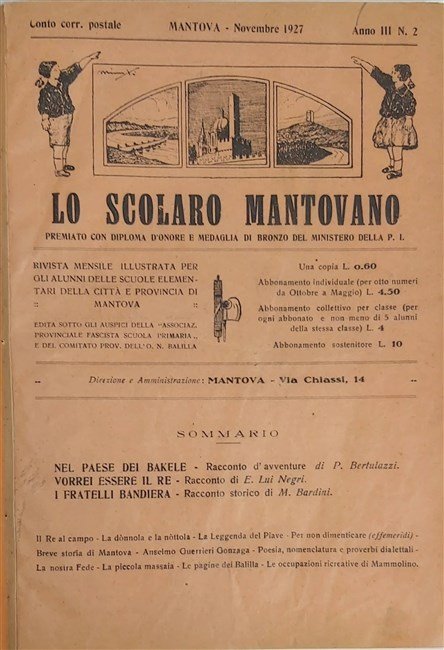 Conto corr. postale MANTOVA - Novembre 1927 Anno III N. 2
LO SCOLARO MANTOVANO
PREMIATO CON DIPLOMA D'ONORE E MEDAGLIA DI BRONZO DEL MINISTERO DELLA P. I.
RIVISTA MENSILE ILLUSTRATA PER
GLI ALUNNI DELLE SCUOLE ELEMEN-
TARI DELLA CITTÀ E PROVINCIA DI
:: MANTOVA ::
EDITA SOTTO GLI AUSPICI DELLA "ASSOCIAZ.
PROVINCIALE FASCISTA SCUOLA PRIMARIA,,
E DEL COMITATO PROV. DELL'O. N. BALILLA
Una copia L. 0.60
Abbonamento individuale (per otto numeri
da Ottobre a Maggio) L. 4.50
Abbonamento collettivo per classe (per
ogni abbonato e non meno di 5 alunni
della stessa classe) L. 4
Abbonamento sostenitore L. 10
-- Direzione e Amministrazione: MANTOVA - Via Chiassi, 14 --
SOMMARIO
NEL PAESE DEI BAKELE - Racconto d'avventure di P. Bertulazzi.
VORREI ESSERE IL RE - Racconto di E. Lui Negri.
I FRATELLI BANDIERA - Racconto storico di M. Bardini.
Il Re al campo - La dònnola e la nòttola - La Leggenda del Piave - Per non dimenticare (effemeridi) -
Breve storia di Mantova - Anselmo Guerrieri Gonzaga - Poesia, nomenclatura e proverbi dialettali -
La nostra Fede - La piccola massaia - Le pagine del Balilla - Le occupazioni ricreative di Mammolino.